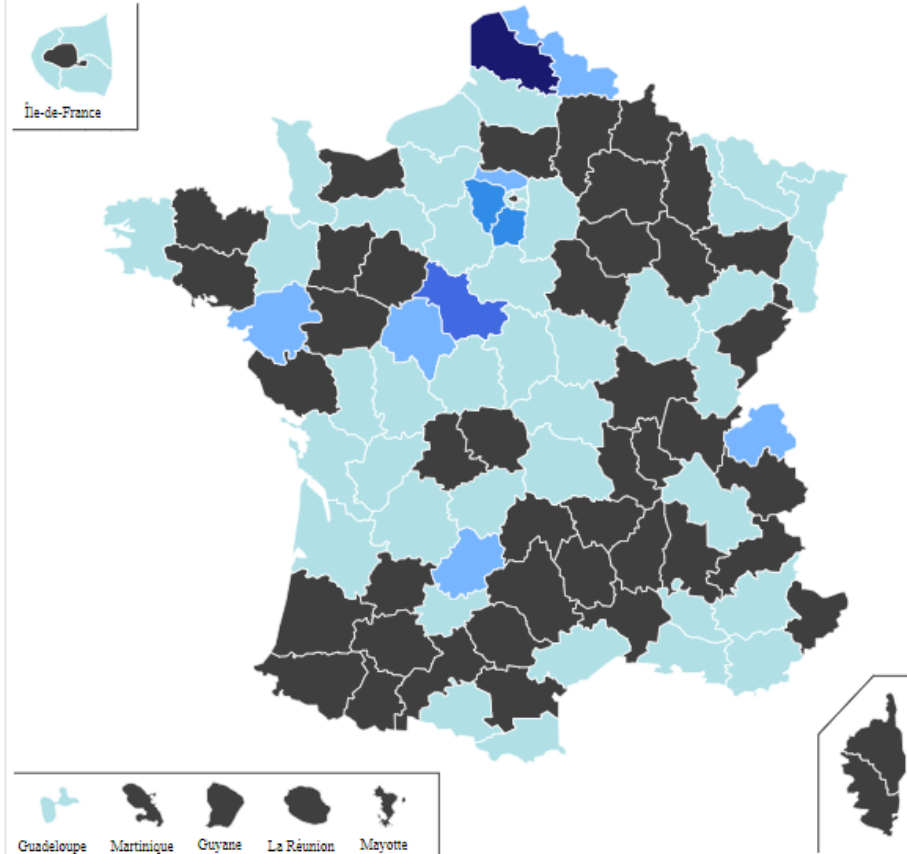 Île-de-France
Guadeloupe
Martinique
Guyane
La Réunion
Mayotte